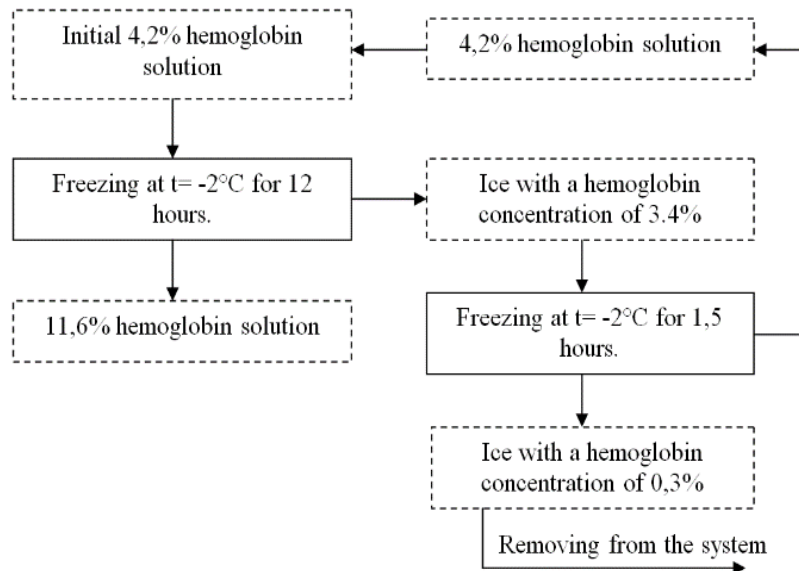 Initial 4,2% hemoglobin
solution
4,2% hemoglobin solution
Freezing at t= -2°C for 12
hours.
Ice with a hemoglobin
concentration of 3.4%
11,6% hemoglobin solution
Freezing at t= -2°C for 1,5
hours.
Ice with a hemoglobin
concentration of 0,3%
Removing from the system